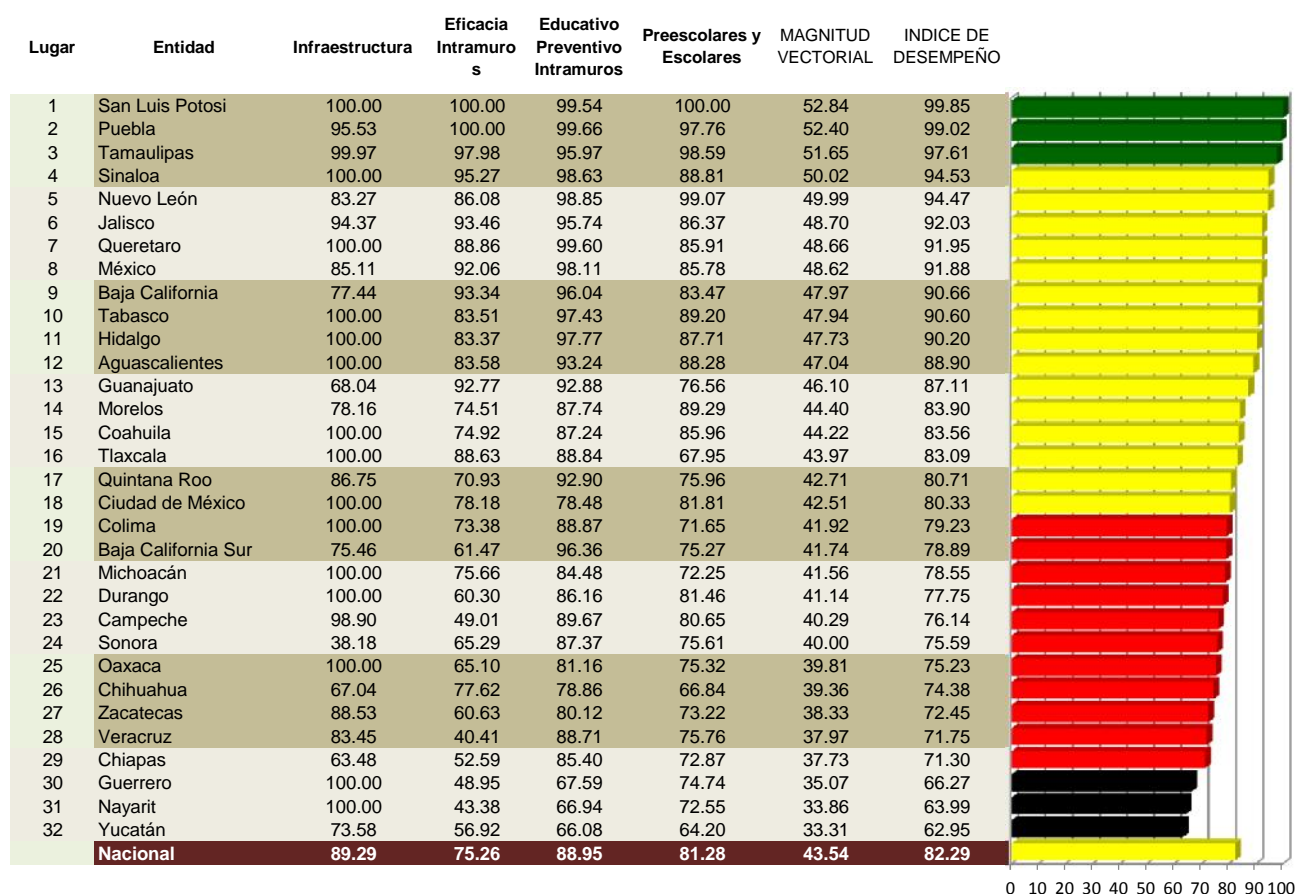 Lugar Entidad Infraestructura Eficacia Intramuro s Educativo Preventivo Intramuros Preescolares y Escolares MAGNITUD VECTORIAL INDICE DE DESEMPEÑO
1 San Luis Potosi 100.00 100.00 99.54 100.00 52.84 99.85
2 Puebla 95.53 100.00 99.66 97.76 52.40 99.02
3 Tamaulipas 99.97 97.98 95.97 98.59 51.65 97.61
4 Sinaloa 100.00 95.27 98.63 88.81 50.02 94.53
5 Nuevo León 83.27 86.08 98.85 99.07 49.99 94.47
6 Jalisco 94.37 93.46 95.74 86.37 48.70 92.03
7 Queretaro 100.00 88.86 99.60 85.91 48.66 91.95
8 México 85.11 92.06 98.11 85.78 48.62 91.88
9 Baja California 77.44 93.34 96.04 83.47 47.97 90.66
10 Tabasco 100.00 83.51 97.43 89.20 47.94 90.60
11 Hidalgo 100.00 83.37 97.77 87.71 47.73 90.20
12 Aguascalientes 100.00 83.58 93.24 88.28 47.04 88.90
13 Guanajuato 68.04 92.77 92.88 76.56 46.10 87.11
14 Morelos 78.16 74.51 87.74 89.29 44.40 83.90
15 Coahuila 100.00 74.92 87.24 85.96 44.22 83.56
16 Tlaxcala 100.00 88.63 88.84 67.95 43.97 83.09
17 Quintana Roo 86.75 70.93 92.90 75.96 42.71 80.71
18 Ciudad de México 100.00 78.18 78.48 81.81 42.51 80.33
19 Colima 100.00 73.38 88.87 71.65 41.92 79.23
20 Baja California Sur 75.46 61.47 96.36 75.27 41.74 78.89
21 Michoacán 100.00 75.66 84.48 72.25 41.56 78.55
22 Durango 100.00 60.30 86.16 81.46 41.14 77.75
23 Campeche 98.90 49.01 89.67 80.65 40.29 76.14
24 Sonora 38.18 65.29 87.37 75.61 40.00 75.59
25 Oaxaca 100.00 65.10 81.16 75.32 39.81 75.23
26 Chihuahua 67.04 77.62 78.86 66.84 39.36 74.38
27 Zacatecas 88.53 60.63 80.12 73.22 38.33 72.45
28 Veracruz 83.45 40.41 88.71 75.76 37.97 71.75
29 Chiapas 63.48 52.59 85.40 72.87 37.73 71.30
30 Guerrero 100.00 48.95 67.59 74.74 35.07 66.27
31 Nayarit 100.00 43.38 66.94 72.55 33.86 63.99
32 Yucatán 73.58 56.92 66.08 64.20 33.31 62.95
Nacional 89.29 75.26 88.95 81.28 43.54 82.29
0 10 20 30 40 50 60 70 80 90 100